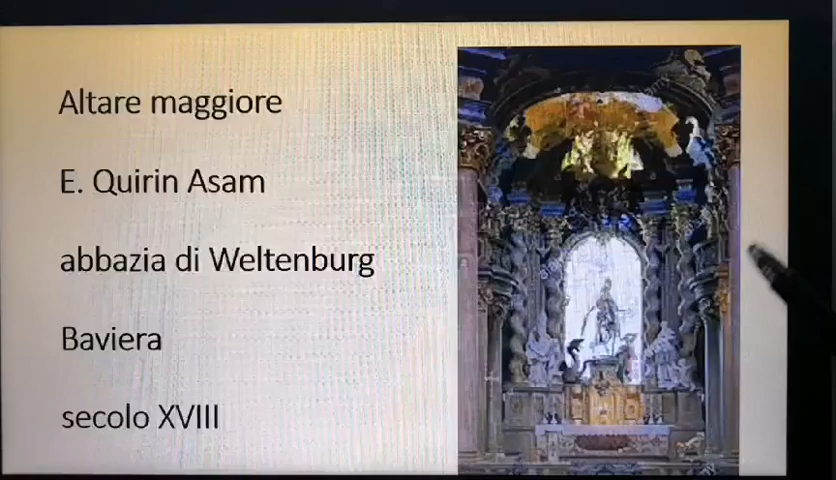 Altare maggiore
E. Quirin Asam
abbazia di Weltenburg
Baviera
secolo XVIII